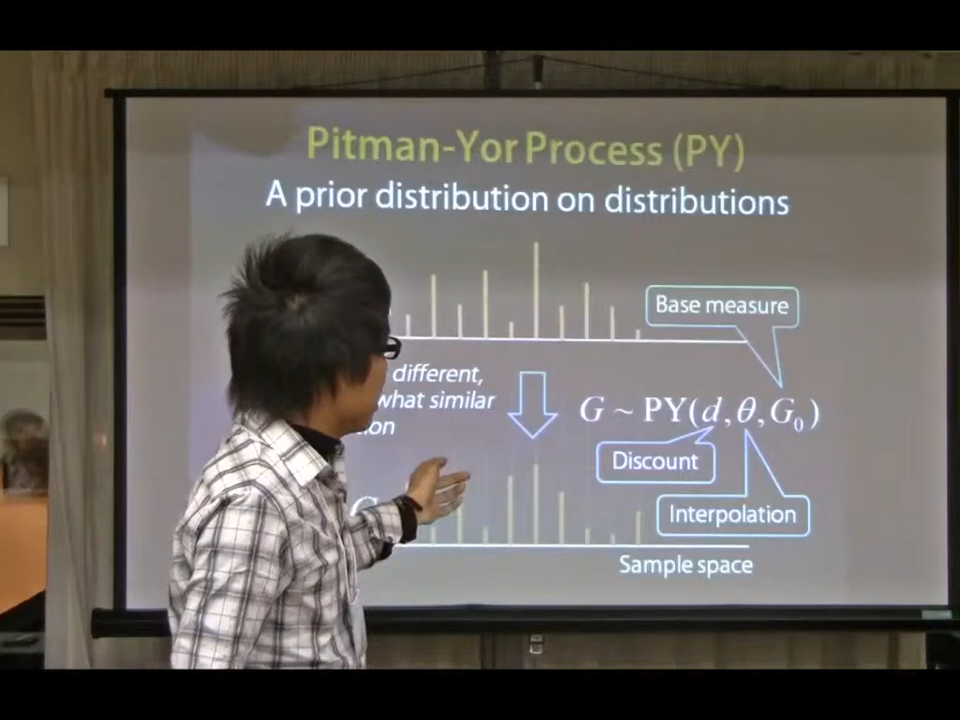 Pitman-Yor Process (PY)
A prior distribution on distributions
Base measure
different,
what similar
G ~ PY(d, θ, G₀)
Discount
Interpolation
Sample space